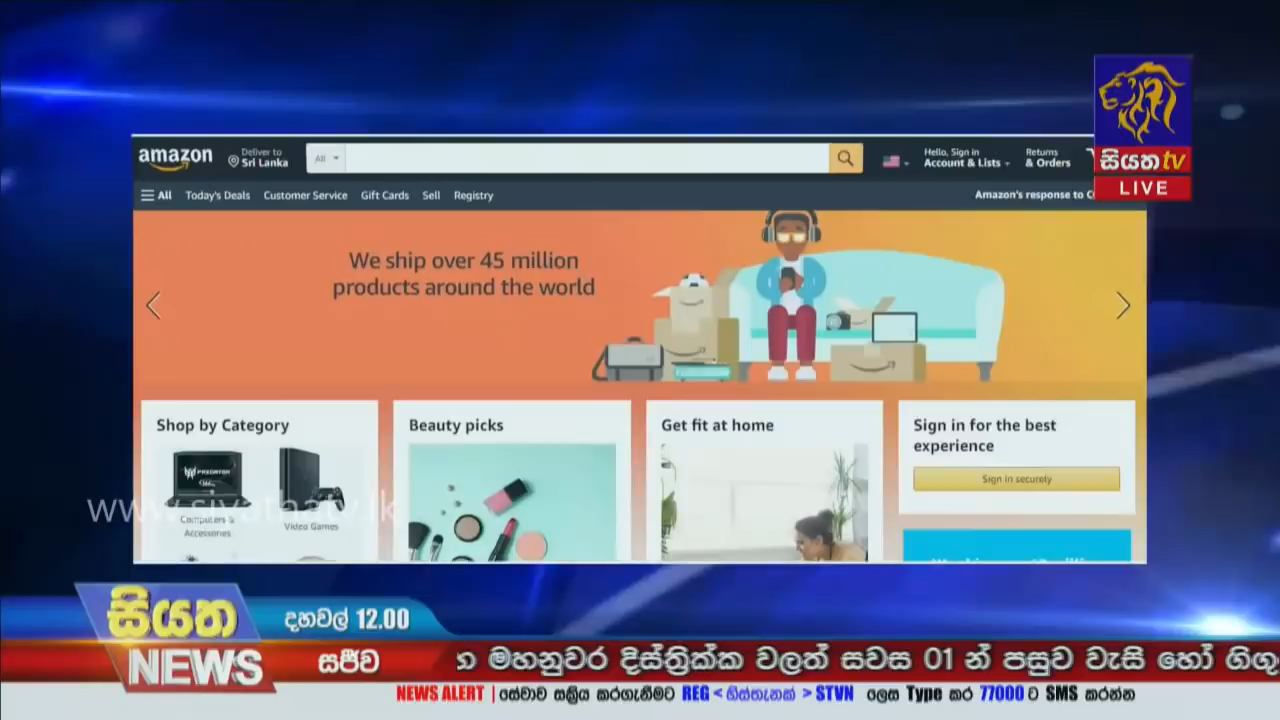 amazon
Deliver to
Sri Lanka
All
Hello, Sign in
Account & Lists
Returns
& Orders
සියත tv
LIVE
All Today's Deals Customer Service Gift Cards Sell Registry
Amazon's response to
We ship over 45 million
products around the world
Shop by Category
Beauty picks
Get fit at home
Sign in for the best
experience
Sign in securely
PREDATOR
Computers &
Accessories
Video Games
www.siyathatv.lk
සියත
NEWS
දහවල් 12.00
සජීව
මහනුවර දිස්ත්‍රික්ක වලත් සවස 01 න් පසුව වැසි හෝ ගිගු
NEWS ALERT | සේවාව සක්‍රිය කරගැනීමට REG < හිස්තැනක් > STVN ලෙස Type කර 77000 ට SMS කරන්න